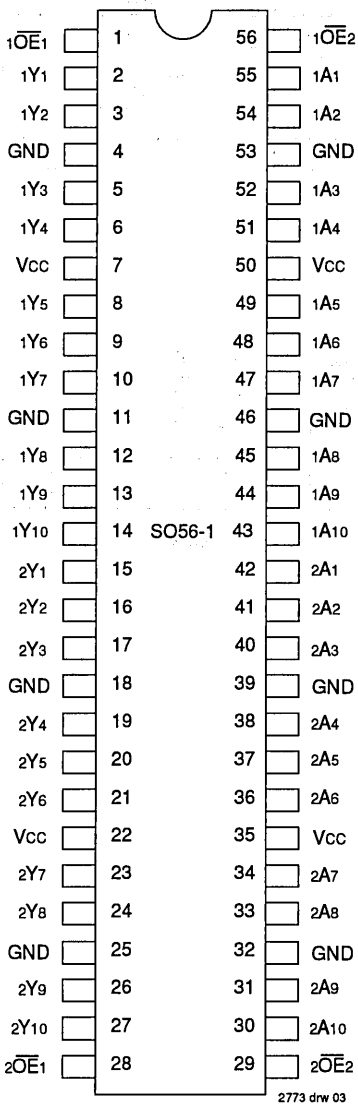 1OE1 1 56 1OE2
1Y1 2 55 1A1
1Y2 3 54 1A2
GND 4 53 GND
1Y3 5 52 1A3
1Y4 6 51 1A4
Vcc 7 50 Vcc
1Y5 8 49 1A5
1Y6 9 48 1A6
1Y7 10 47 1A7
GND 11 46 GND
1Y8 12 45 1A8
1Y9 13 44 1A9
1Y10 14 SO56-1 43 1A10
2Y1 15 42 2A1
2Y2 16 41 2A2
2Y3 17 40 2A3
GND 18 39 GND
2Y4 19 38 2A4
2Y5 20 37 2A5
2Y6 21 36 2A6
Vcc 22 35 Vcc
2Y7 23 34 2A7
2Y8 24 33 2A8
GND 25 32 GND
2Y9 26 31 2A9
2Y10 27 30 2A10
2OE1 28 29 2OE2
2773 drw 03